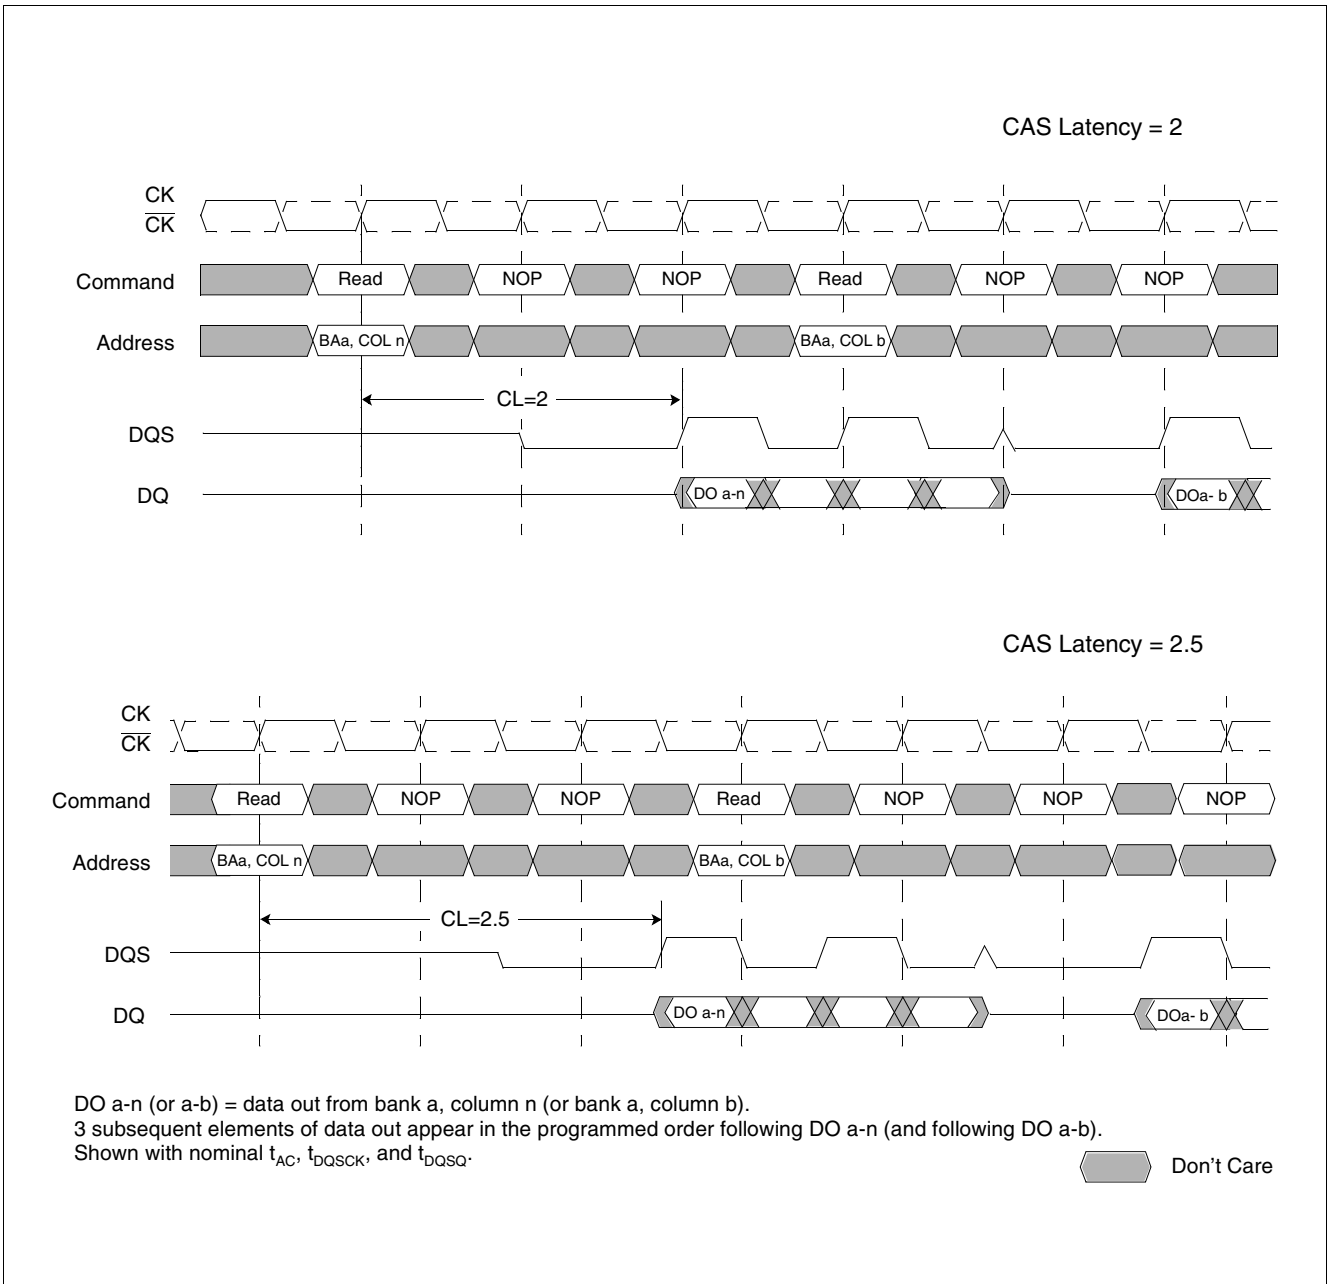 CAS Latency = 2
CK
CK
Command
Read
NOP
NOP
Read
NOP
NOP
Address
BAa, COL n
BAa, COL b
CL=2
DQS
DQ
DO a-n
DOa- b
CAS Latency = 2.5
CK
CK
Command
Read
NOP
NOP
Read
NOP
NOP
NOP
Address
BAa, COL n
BAa, COL b
CL=2.5
DQS
DQ
DO a-n
DOa- b
DO a-n (or a-b) = data out from bank a, column n (or bank a, column b).
3 subsequent elements of data out appear in the programmed order following DO a-n (and following DO a-b).
Shown with nominal tAC, tDQSCK, and tDQSQ.
Don't Care